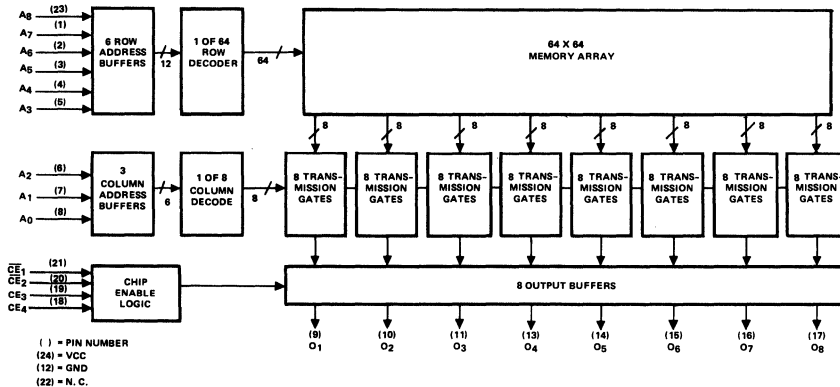 A8 (23)
A7 (1)
A6 (2)
A5 (3)
A4 (4)
A3 (5)
6 ROW
ADDRESS
BUFFERS
12
1 OF 64
ROW
DECODER
64
64 X 64
MEMORY ARRAY
8 8 8 8 8 8 8 8
A2 (6)
A1 (7)
A0 (8)
3
COLUMN
ADDRESS
BUFFERS
6
1 OF 8
COLUMN
DECODE
8
8 TRANS-
MISSION
GATES
8 TRANS-
MISSION
GATES
8 TRANS-
MISSION
GATES
8 TRANS-
MISSION
GATES
8 TRANS-
MISSION
GATES
8 TRANS-
MISSION
GATES
8 TRANS-
MISSION
GATES
8 TRANS-
MISSION
GATES
C̅E̅1 (21)
C̅E̅2 (20)
CE3 (19)
CE4 (18)
CHIP
ENABLE
LOGIC
8 OUTPUT BUFFERS
(9) (10) (11) (13) (14) (15) (16) (17)
O1 O2 O3 O4 O5 O6 O7 O8
( ) = PIN NUMBER
(24) = VCC
(12) = GND
(22) = N. C.